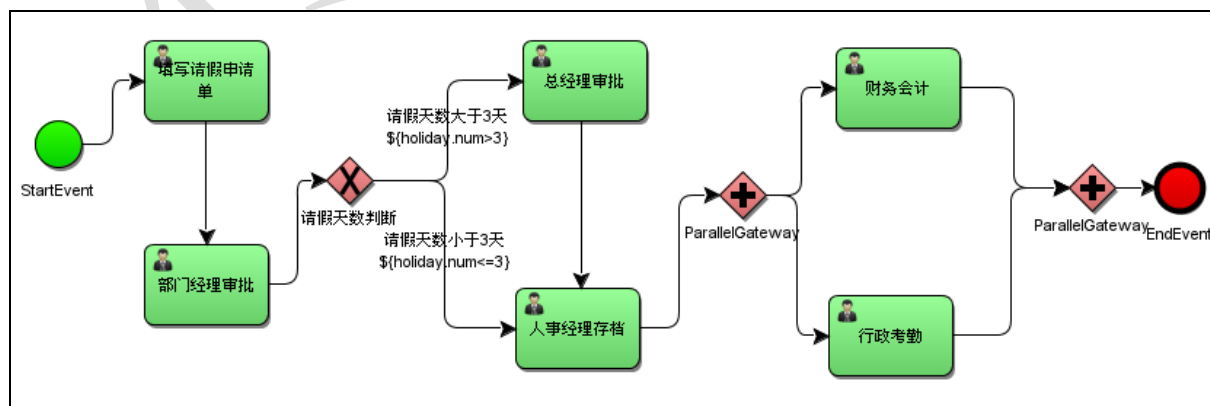 StartEvent
填写请假申请
单
部门经理审批
请假天数判断
请假天数大于3天
${holiday.num>3}
请假天数小于3天
${holiday.num<=3}
总经理审批
人事经理存档
ParallelGateway
财务会计
行政考勤
ParallelGateway
EndEvent